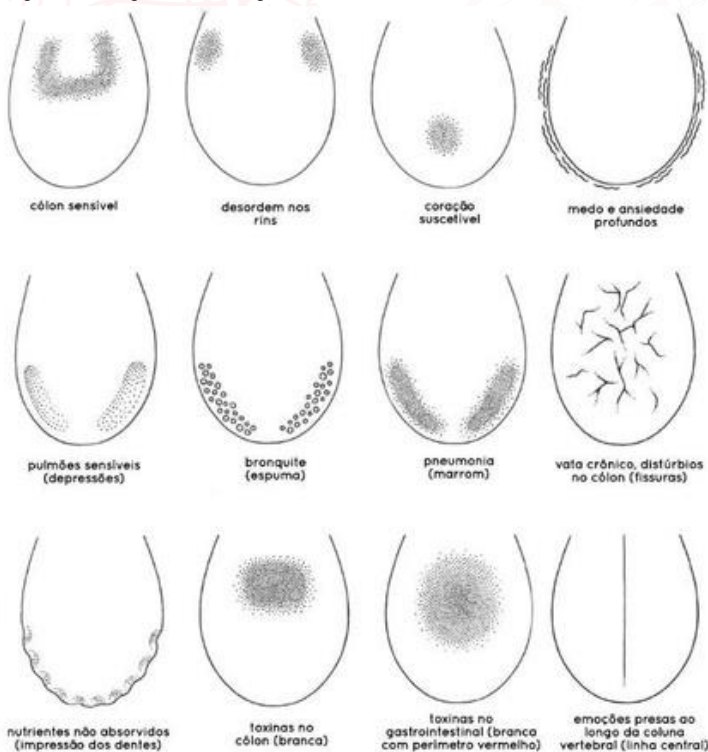 cólon sensível
desordem nos
rins
coração
suscetível
medo e ansiedade
profundos
pulmões sensíveis
(depressões)
bronquite
(espuma)
pneumonia
(marrom)
vata crônico, distúrbios
no cólon (fissuras)
nutrientes não absorvidos
(impressão dos dentes)
toxinas no
cólon (branca)
toxinas no
gastrointestinal (branca
com perímetro vermelho)
emoções presas ao
longo da coluna
vertebral (linha central)